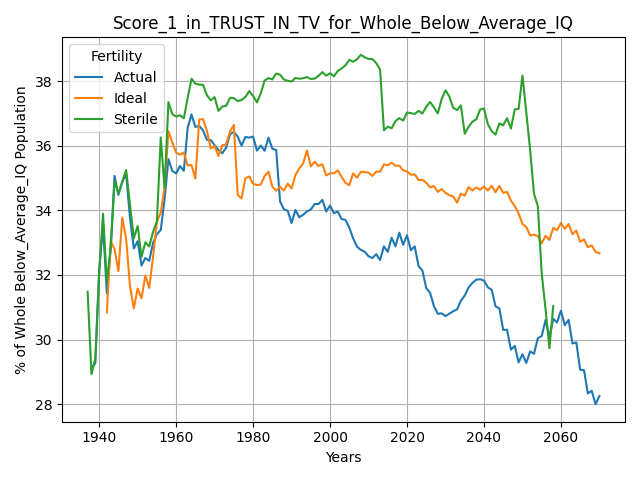 Score_1_in_TRUST_IN_TV_for_Whole_Below_Average_IQ
Fertility
Actual
Ideal
Sterile
% of Whole Below_Average_IQ Population
38
36
34
32
30
28
1940
1960
1980
2000
2020
2040
2060
Years